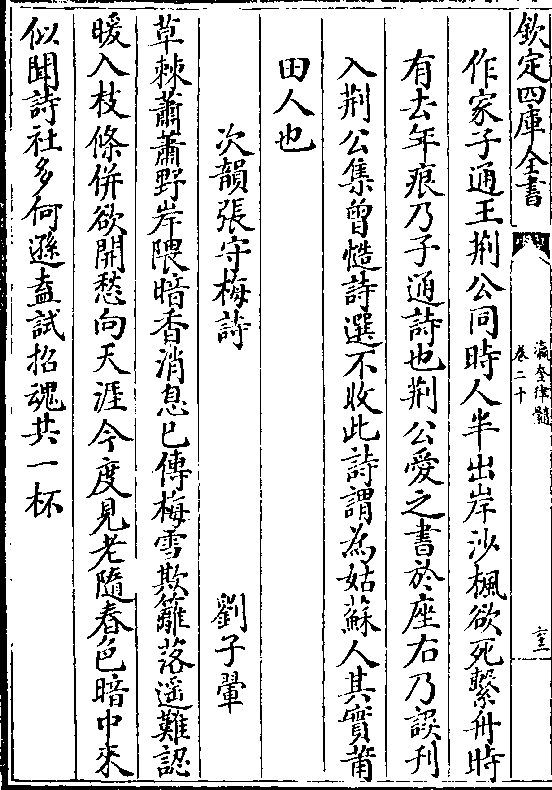 欽定四庫全書
瀛奎律髓
卷二十
作家子通王荆公同時人半出岸沙楓欲死繫舟時
有去年痕乃子通詩也荆公愛之書於座右乃誤刋
入荆公集曾慥詩選不收此詩謂為姑蘇人其實莆
田人也
次韻張守梅詩 劉子翬
草棘蕭蕭野岸隈暗香消息已傳梅雪欺籬落遥難認
暖入枝條併欲開愁向天涯今度見老隨春色暗中來
似聞詩社多何遜盍試招魂共一杯